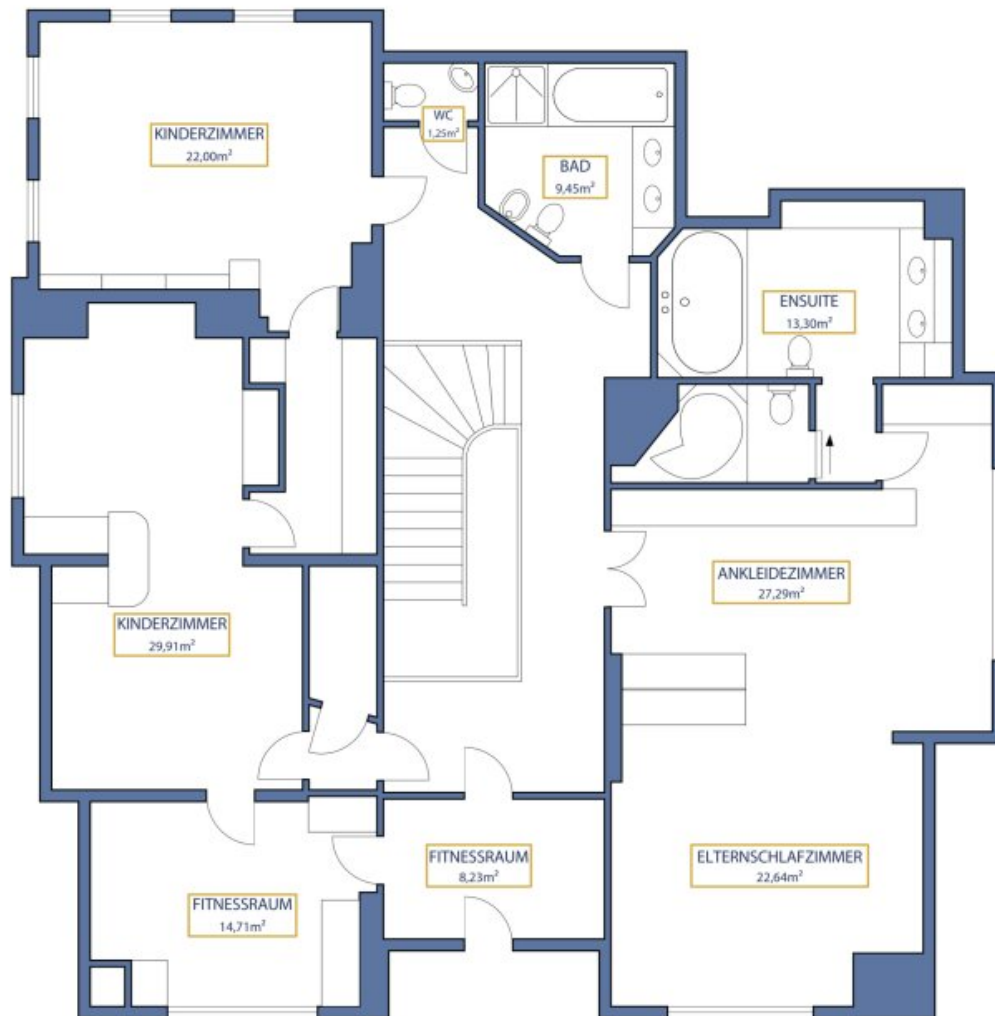 KINDERZIMMER
22,00m²
WC
1,25m²
BAD
9,45m²
ENSUITE
13,30m²
ANKLEIDEZIMMER
27,29m²
KINDERZIMMER
29,91m²
FITNESSRAUM
8,23m²
ELTERNSCHLAFZIMMER
22,64m²
FITNESSRAUM
14,71m²